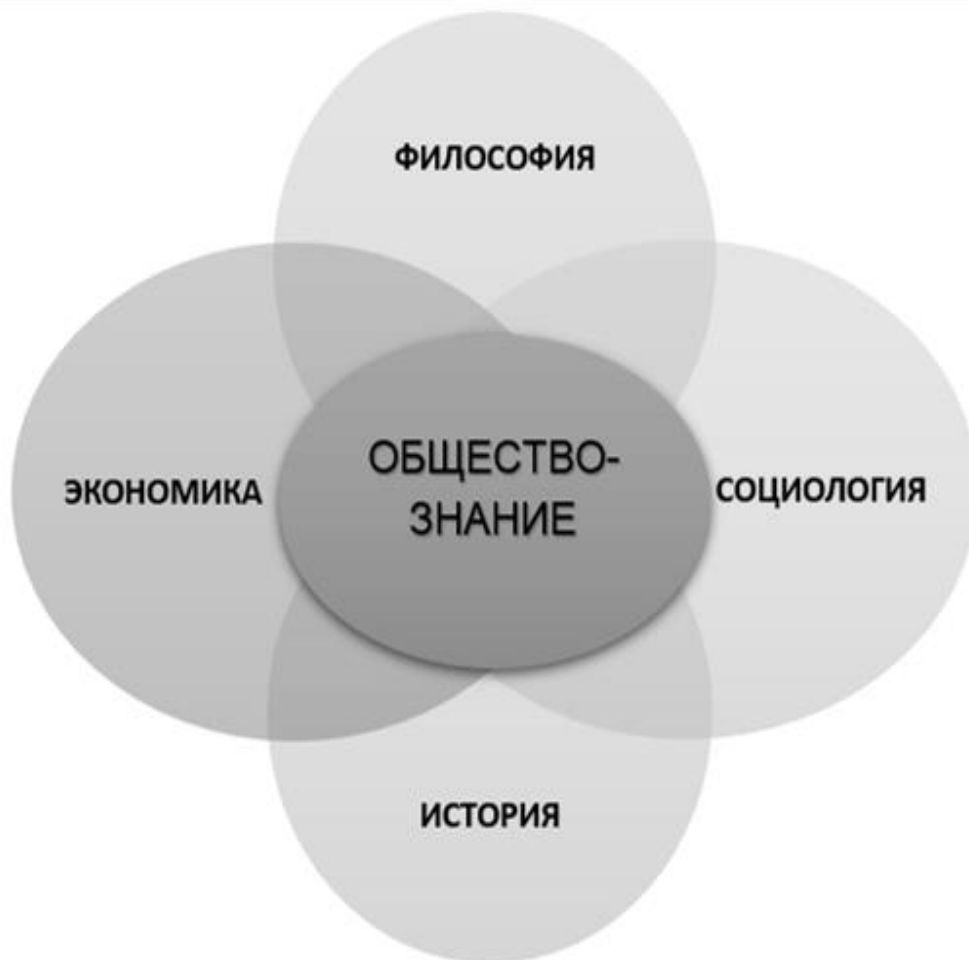 ФИЛОСОФИЯ
ЭКОНОМИКА
ОБЩЕСТВО-
ЗНАНИЕ
СОЦИОЛОГИЯ
ИСТОРИЯ